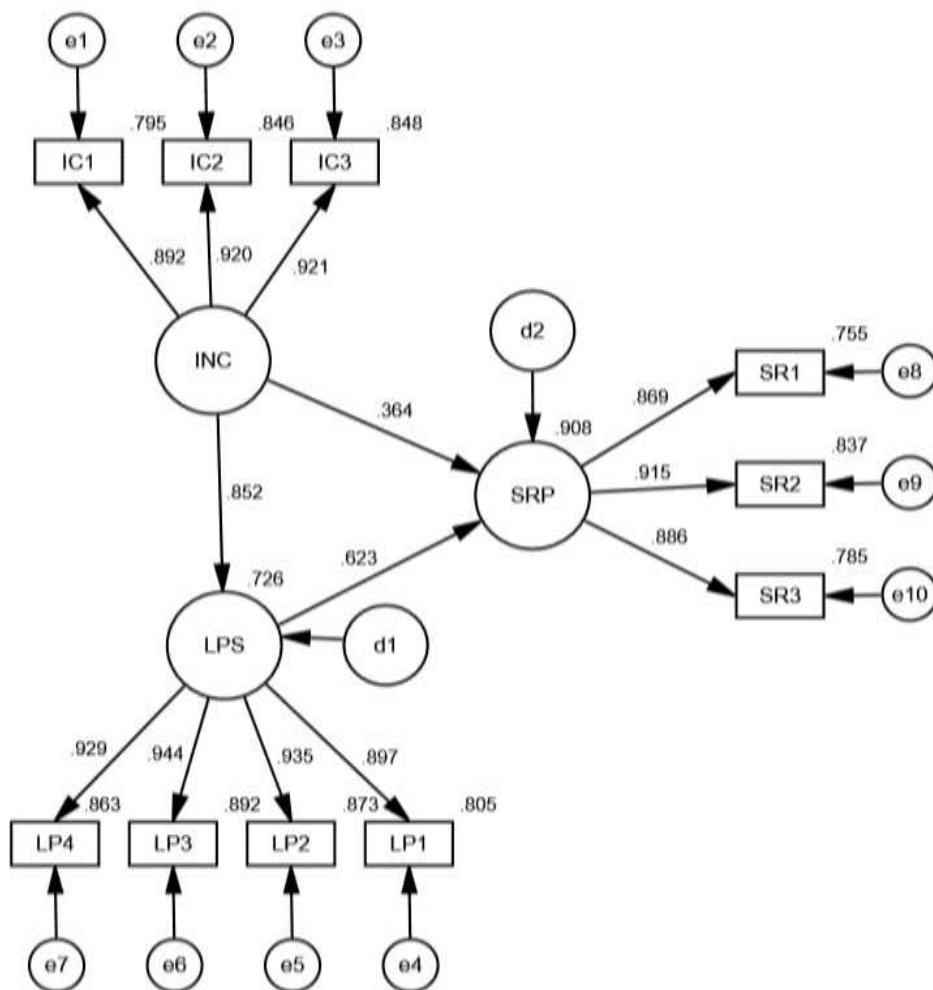 e1 e2 e3
.795 .846 .848
IC1 IC2 IC3
.892 .920 .921
INC
d2
.755
SR1 e8
.364
.869
.908
.837
.852
.915
SRP SR2 e9
.623
.886
.726
.785
SR3 e10
LPS d1
.929 .944 .935 .897
.863 .892 .873 .805
LP4 LP3 LP2 LP1
e7 e6 e5 e4